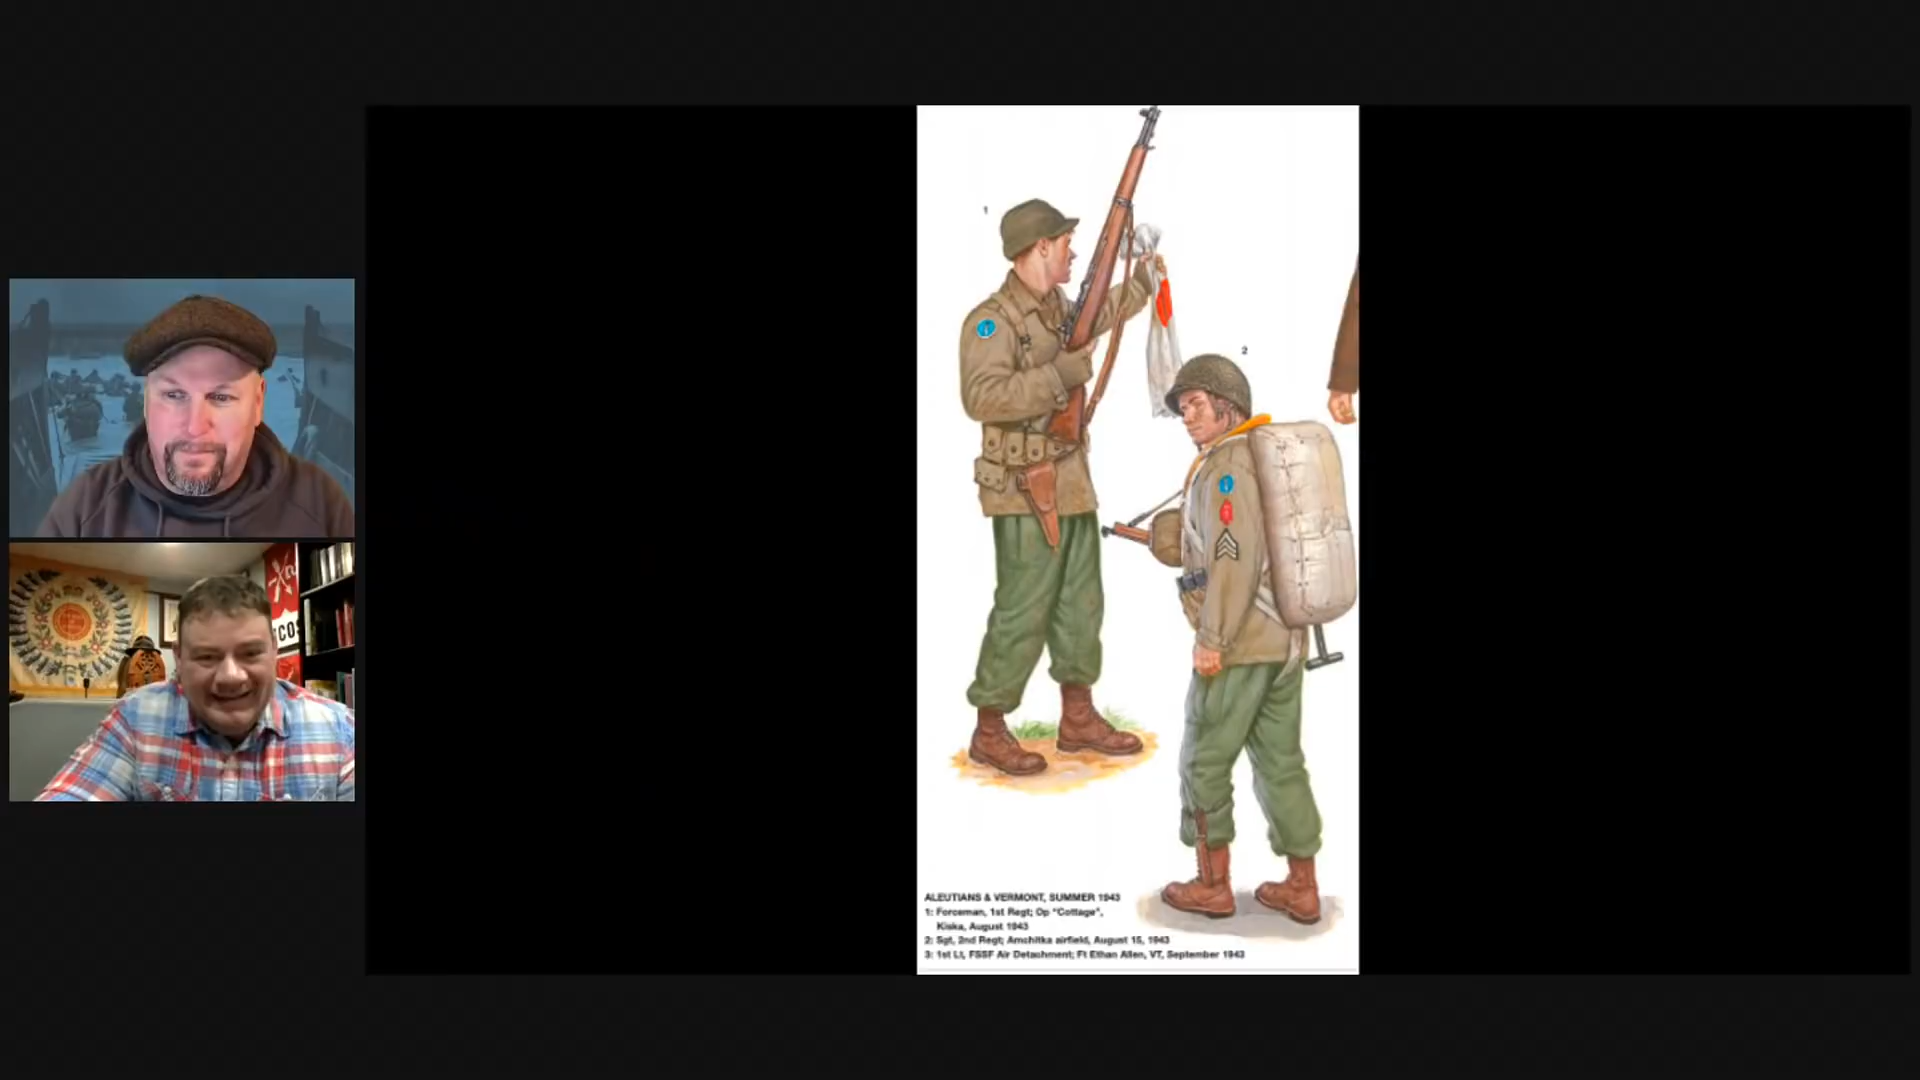 COS
1
2
ALEUTIANS & VERMONT, SUMMER 1943
1: Forceman, 1st Regt; Op "Cottage",
Kiska, August 1943
2: Sgt, 2nd Regt; Amchitka airfield, August 15, 1943
3: 1st Lt, FSSF Air Detachment; Ft Ethan Allen, VT, September 1943